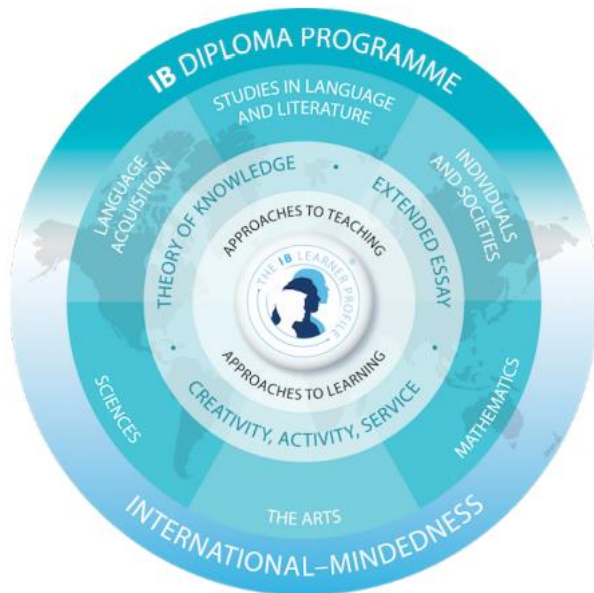 IB DIPLOMA PROGRAMME
STUDIES IN LANGUAGE
AND LITERATURE
LANGUAGE
ACQUISITION
INDIVIDUALS
AND SOCIETIES
THEORY OF KNOWLEDGE
•
EXTENDED ESSAY
•
CREATIVITY, ACTIVITY, SERVICE
•
APPROACHES TO TEACHING
THE IB LEARNER PROFILE
®
APPROACHES TO LEARNING
SCIENCES
MATHEMATICS
THE ARTS
INTERNATIONAL–MINDEDNESS